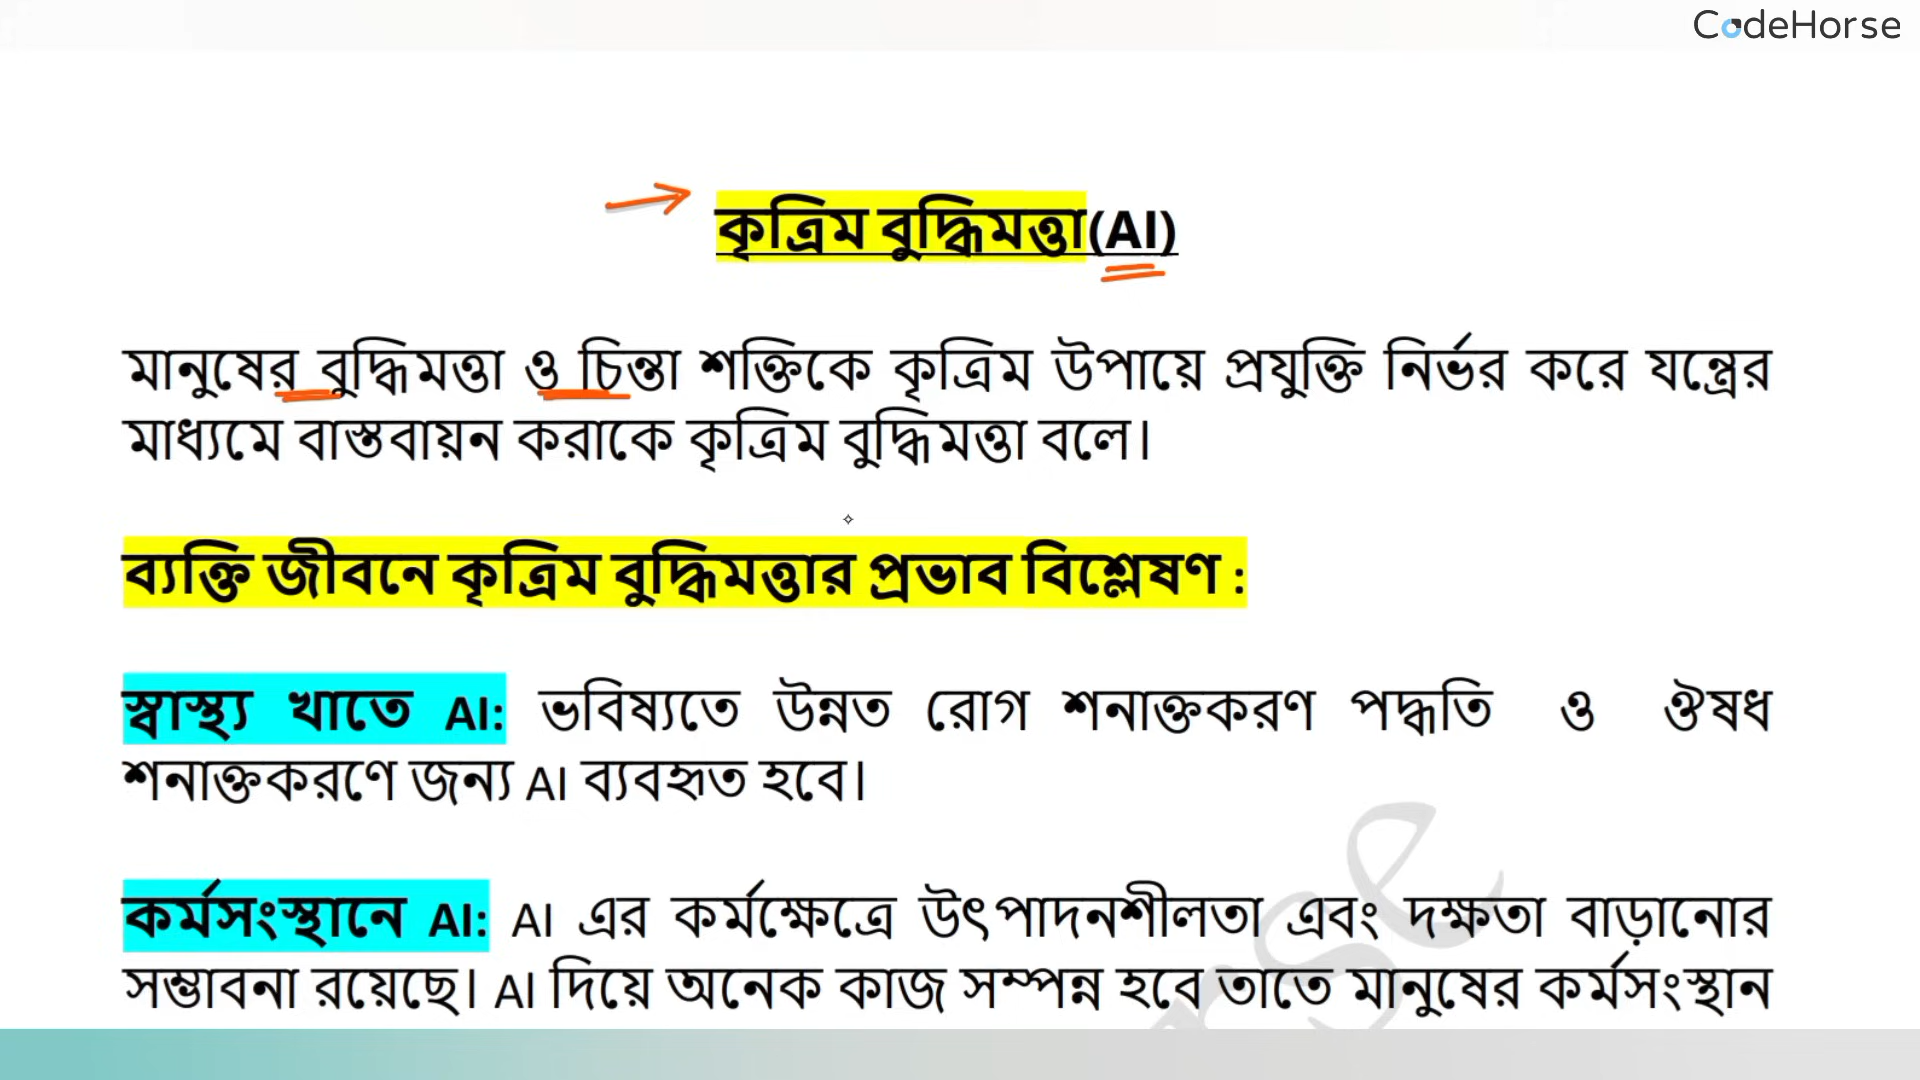 CodeHorse
কৃত্রিম বুদ্ধিমত্তা(AI)
মানুষের বুদ্ধিমত্তা ও চিন্তা শক্তিকে কৃত্রিম উপায়ে প্রযুক্তি নির্ভর করে যন্ত্রের
মাধ্যমে বাস্তবায়ন করাকে কৃত্রিম বুদ্ধিমত্তা বলে।
ব্যক্তি জীবনে কৃত্রিম বুদ্ধিমত্তার প্রভাব বিশ্লেষণ :
স্বাস্থ্য খাতে AI: ভবিষ্যতে উন্নত রোগ শনাক্তকরণ পদ্ধতি ও ঔষধ
শনাক্তকরণে জন্য AI ব্যবহৃত হবে।
কর্মসংস্থানে AI: AI এর কর্মক্ষেত্রে উৎপাদনশীলতা এবং দক্ষতা বাড়ানোর
সম্ভাবনা রয়েছে। AI দিয়ে অনেক কাজ সম্পন্ন হবে তাতে মানুষের কর্মসংস্থান